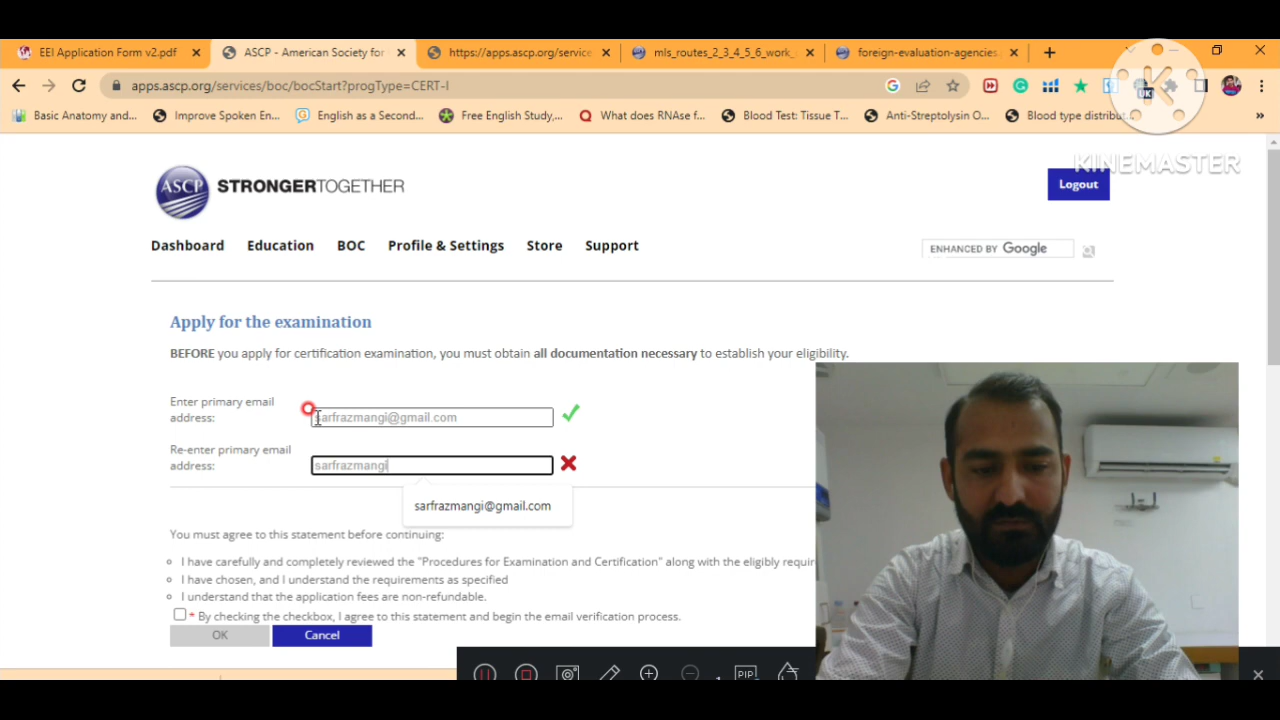 EEI Application Form v2.pdf
ASCP - American Society for
https://apps.ascp.org/service
mls_routes_2_3_4_5_6_work_
foreign-evaluation-agencies.
apps.ascp.org/services/boc/bocStart?progType=CERT-I
UK
Basic Anatomy and...
Improve Spoken En...
English as a Second...
Free English Study,...
What does RNAse f...
Blood Test: Tissue T...
Anti-Streptolysin O...
Blood type distribut...
KINEMASTER
ASCP STRONGERTOGETHER
Logout
Dashboard Education BOC Profile & Settings Store Support
ENHANCED BY Google
Apply for the examination
BEFORE you apply for certification examination, you must obtain all documentation necessary to establish your eligibility.
Enter primary email
address:
sarfrazmangi@gmail.com
Re-enter primary email
address:
sarfrazmangi
sarfrazmangi@gmail.com
You must agree to this statement before continuing:
I have carefully and completely reviewed the "Procedures for Examination and Certification" along with the eligibly requir
I have chosen, and I understand the requirements as specified
I understand that the application fees are non-refundable.
* By checking the checkbox, I agree to this statement and begin the email verification process.
OK Cancel
PIP